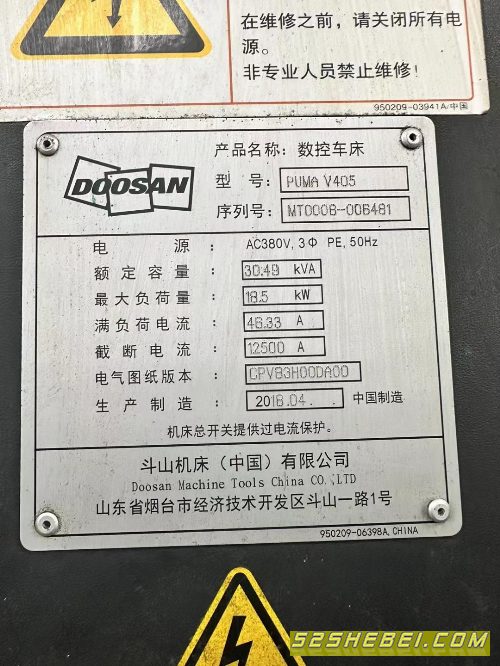 在维修之前，请关闭所有电
源。
非专业人员禁止维修！
950209-03941A/中国
DOOSAN
产品名称：数控车床
型 号：PUMA V405
序列号：MT0008-006481
电 源：AC380V, 3Φ PE, 50Hz
额定容量：30.49 kVA
最大负荷量：18.5 kW
满负荷电流：46.33 A
截断电流：12500 A
电气图纸版本：CPV83H00DA00
生产制造：2018.04. 中国制造
机床总开关提供过电流保护。
斗山机床（中国）有限公司
Doosan Machine Tools China CO.,LTD
山东省烟台市经济技术开发区斗山一路1号
950209-06398A, CHINA
52SHEBEI.COM